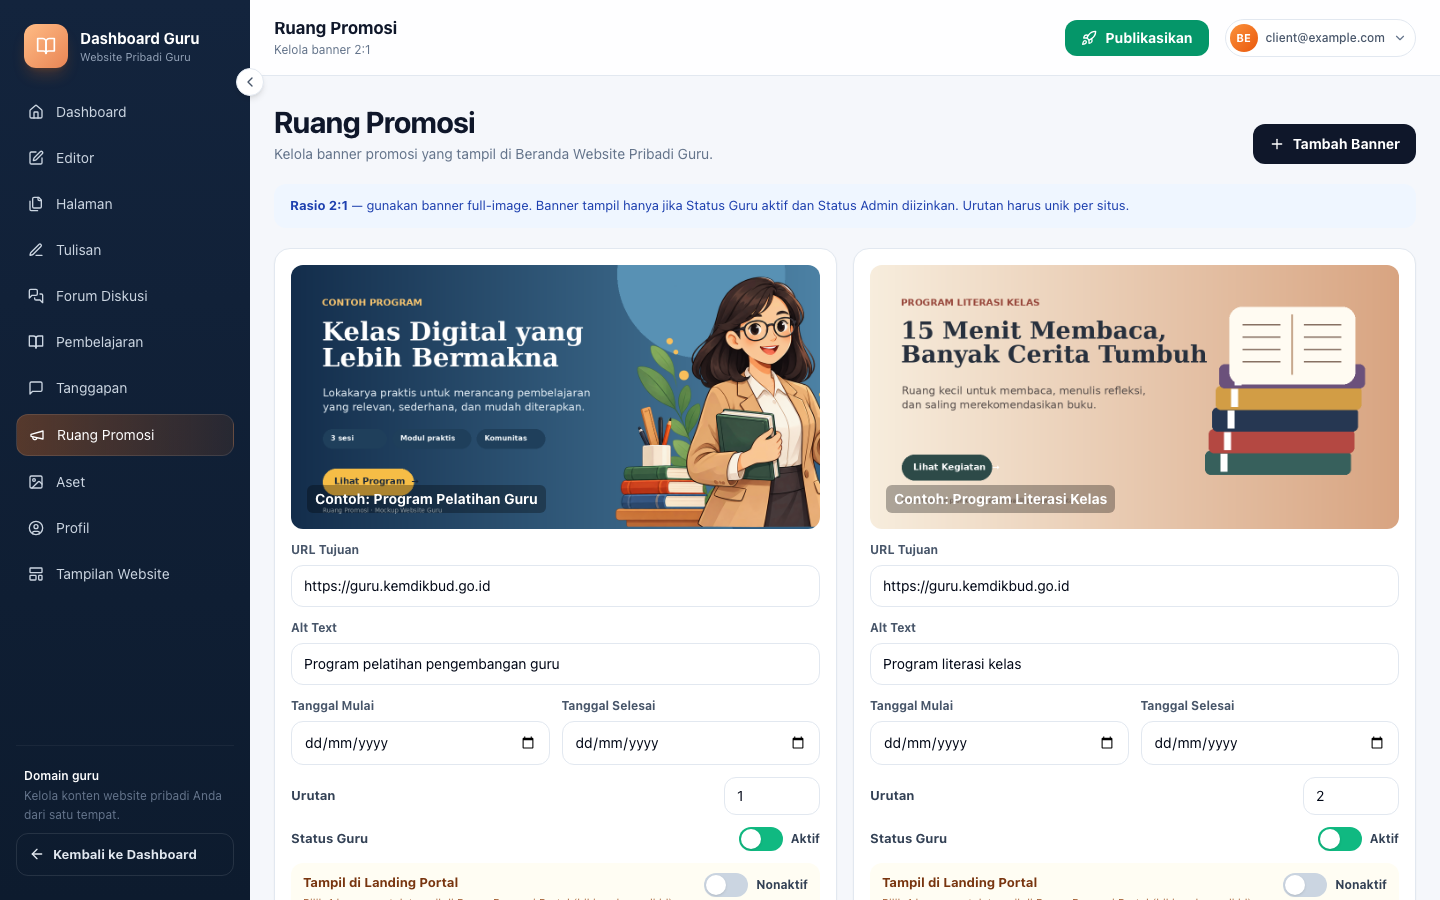 Dashboard Guru
Website Pribadi Guru
Dashboard
Editor
Halaman
Tulisan
Forum Diskusi
Pembelajaran
Tanggapan
Ruang Promosi
Aset
Profil
Tampilan Website
Domain guru
Kelola konten website pribadi Anda
dari satu tempat.
Kembali ke Dashboard
Ruang Promosi
Kelola banner 2:1
Publikasikan
BE
client@example.com
Ruang Promosi
Kelola banner promosi yang tampil di Beranda Website Pribadi Guru.
Tambah Banner
Rasio 2:1 — gunakan banner full-image. Banner tampil hanya jika Status Guru aktif dan Status Admin diizinkan. Urutan harus unik per situs.
CONTOH PROGRAM
Kelas Digital yang
Lebih Bermakna
Lokakarya praktis untuk merancang pembelajaran
yang relevan, sederhana, dan mudah diterapkan.
3 sesi
Modul praktis
Komunitas
Lihat Program
Contoh: Program Pelatihan Guru
Ruang Promosi · Mockup Website Guru
URL Tujuan
https://guru.kemdikbud.go.id
Alt Text
Program pelatihan pengembangan guru
Tanggal Mulai
Tanggal Selesai
dd/mm/yyyy
dd/mm/yyyy
Urutan
1
Status Guru
Aktif
Tampil di Landing Portal
Nonaktif
PROGRAM LITERASI KELAS
15 Menit Membaca,
Banyak Cerita Tumbuh
Ruang kecil untuk membaca, menulis refleksi,
dan saling merekomendasikan buku.
Lihat Kegiatan →
Contoh: Program Literasi Kelas
URL Tujuan
https://guru.kemdikbud.go.id
Alt Text
Program literasi kelas
Tanggal Mulai
Tanggal Selesai
dd/mm/yyyy
dd/mm/yyyy
Urutan
2
Status Guru
Aktif
Tampil di Landing Portal
Nonaktif